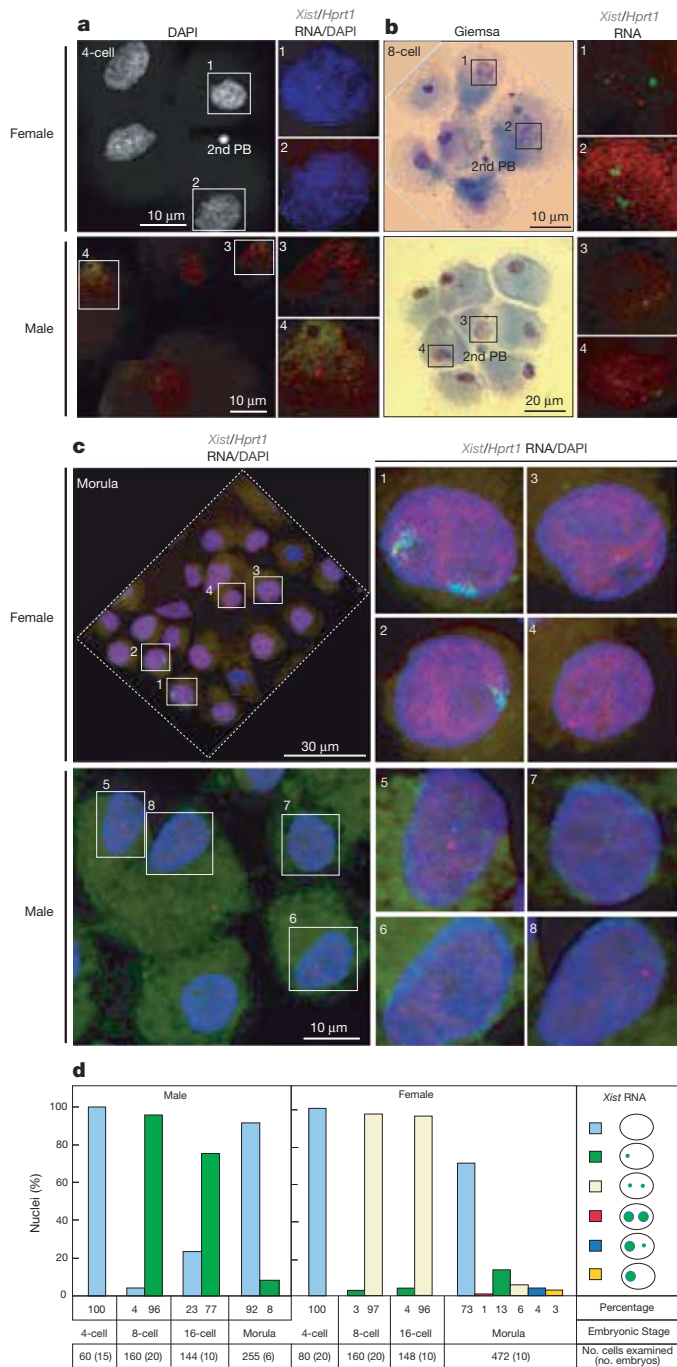 a
DAPI
Xist/Hprt1
RNA/DAPI
b
Giemsa
Xist/Hprt1
RNA
Female
4-cell
1
2nd PB
2
10 µm
1
2
8-cell
1
2
2nd PB
10 µm
1
2
Male
4
3
10 µm
3
4
3
4
2nd PB
20 µm
3
4
c
Xist/Hprt1
RNA/DAPI
Xist/Hprt1 RNA/DAPI
Female
Morula
3
4
2
1
30 µm
1
3
2
4
Male
5
8
7
6
10 µm
5
7
6
8
d
Male
Female
Xist RNA
Nuclei (%)
100
80
60
40
20
0
100 4 96 23 77 92 8 100 3 97 4 96 73 1 13 6 4 3 Percentage
4-cell 8-cell 16-cell Morula 4-cell 8-cell 16-cell Morula Embryonic Stage
60 (15) 160 (20) 144 (10) 255 (6) 80 (20) 160 (20) 148 (10) 472 (10) No. cells examined
(no. embryos)